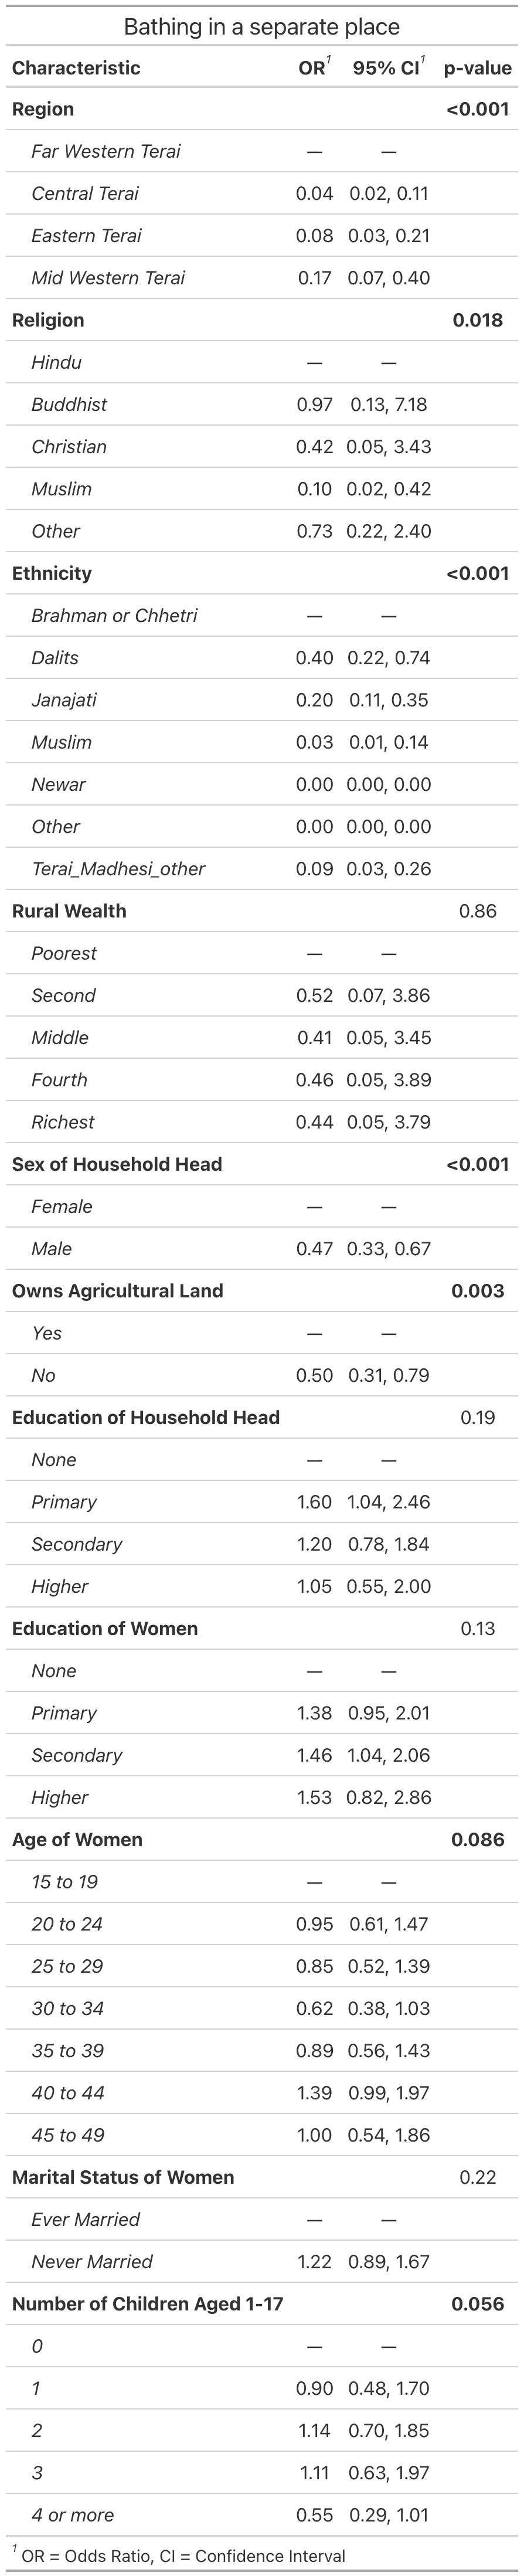 Bathing in a separate place
Characteristic OR1 95% CI1 p-value
Region <0.001
Far Western Terai — —
Central Terai 0.04 0.02, 0.11
Eastern Terai 0.08 0.03, 0.21
Mid Western Terai 0.17 0.07, 0.40
Religion 0.018
Hindu — —
Buddhist 0.97 0.13, 7.18
Christian 0.42 0.05, 3.43
Muslim 0.10 0.02, 0.42
Other 0.73 0.22, 2.40
Ethnicity <0.001
Brahman or Chhetri — —
Dalits 0.40 0.22, 0.74
Janajati 0.20 0.11, 0.35
Muslim 0.03 0.01, 0.14
Newar 0.00 0.00, 0.00
Other 0.00 0.00, 0.00
Terai_Madhesi_other 0.09 0.03, 0.26
Rural Wealth 0.86
Poorest — —
Second 0.52 0.07, 3.86
Middle 0.41 0.05, 3.45
Fourth 0.46 0.05, 3.89
Richest 0.44 0.05, 3.79
Sex of Household Head <0.001
Female — —
Male 0.47 0.33, 0.67
Owns Agricultural Land 0.003
Yes — —
No 0.50 0.31, 0.79
Education of Household Head 0.19
None — —
Primary 1.60 1.04, 2.46
Secondary 1.20 0.78, 1.84
Higher 1.05 0.55, 2.00
Education of Women 0.13
None — —
Primary 1.38 0.95, 2.01
Secondary 1.46 1.04, 2.06
Higher 1.53 0.82, 2.86
Age of Women 0.086
15 to 19 — —
20 to 24 0.95 0.61, 1.47
25 to 29 0.85 0.52, 1.39
30 to 34 0.62 0.38, 1.03
35 to 39 0.89 0.56, 1.43
40 to 44 1.39 0.99, 1.97
45 to 49 1.00 0.54, 1.86
Marital Status of Women 0.22
Ever Married — —
Never Married 1.22 0.89, 1.67
Number of Children Aged 1-17 0.056
0 — —
1 0.90 0.48, 1.70
2 1.14 0.70, 1.85
3 1.11 0.63, 1.97
4 or more 0.55 0.29, 1.01
1 OR = Odds Ratio, CI = Confidence Interval